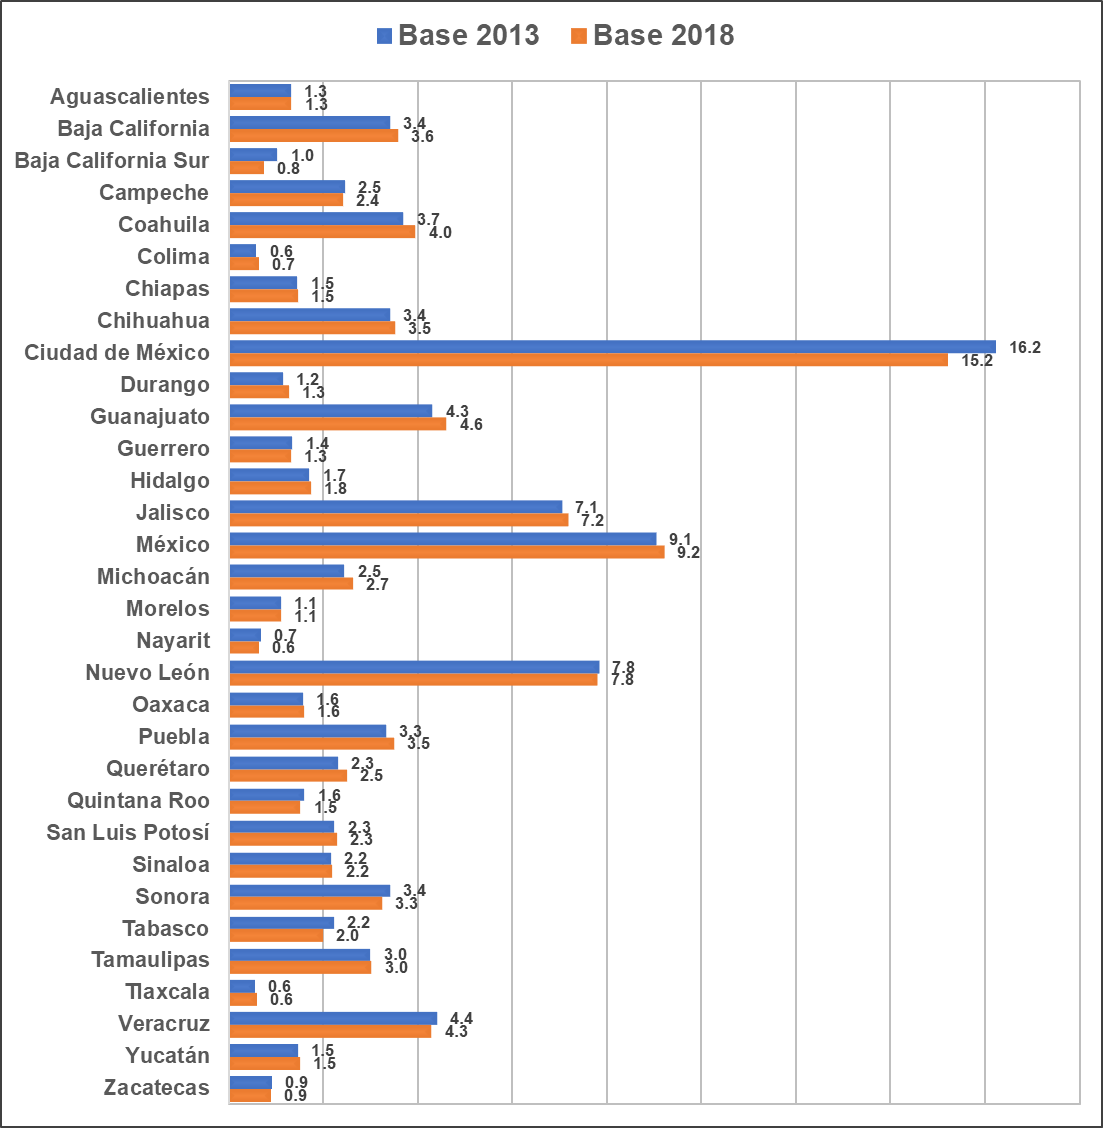 Base 2013 Base 2018
Aguascalientes 1.3 1.3
Baja California 3.4 3.6
Baja California Sur 1.0 0.8
Campeche 2.5 2.4
Coahuila 3.7 4.0
Colima 0.6 0.7
Chiapas 1.5 1.5
Chihuahua 3.4 3.5
Ciudad de México 16.2 15.2
Durango 1.2 1.3
Guanajuato 4.3 4.6
Guerrero 1.4 1.3
Hidalgo 1.7 1.8
Jalisco 7.1 7.2
México 9.1 9.2
Michoacán 2.5 2.7
Morelos 1.1 1.1
Nayarit 0.7 0.6
Nuevo León 7.8 7.8
Oaxaca 1.6 1.6
Puebla 3.3 3.5
Querétaro 2.3 2.5
Quintana Roo 1.6 1.5
San Luis Potosí 2.3 2.3
Sinaloa 2.2 2.2
Sonora 3.4 3.3
Tabasco 2.2 2.0
Tamaulipas 3.0 3.0
Tlaxcala 0.6 0.6
Veracruz 4.4 4.3
Yucatán 1.5 1.5
Zacatecas 0.9 0.9